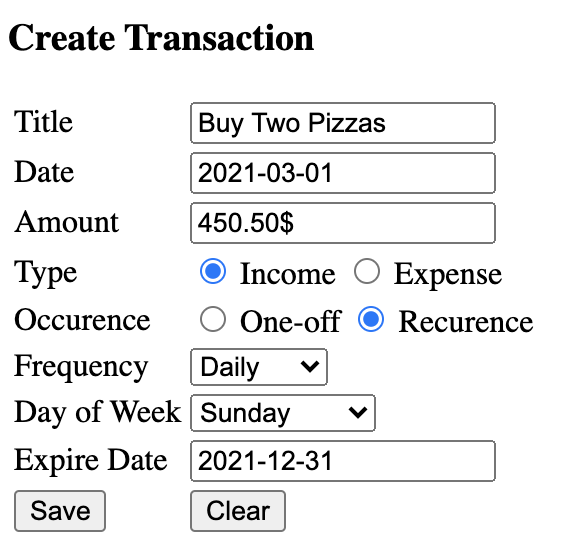 Create Transaction
Title Buy Two Pizzas
Date 2021-03-01
Amount 450.50$
Type Income Expense
Occurence One-off Recurence
Frequency Daily
Day of Week Sunday
Expire Date 2021-12-31
Save Clear